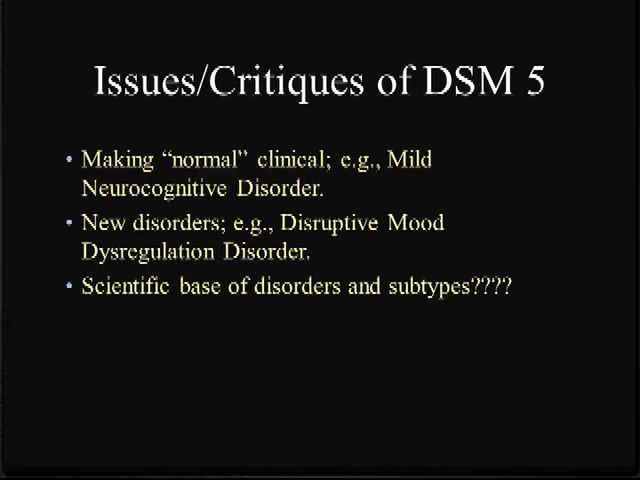 Issues/Critiques of DSM 5
• Making “normal” clinical; e.g., Mild
Neurocognitive Disorder.
• New disorders; e.g., Disruptive Mood
Dysregulation Disorder.
• Scientific base of disorders and subtypes????